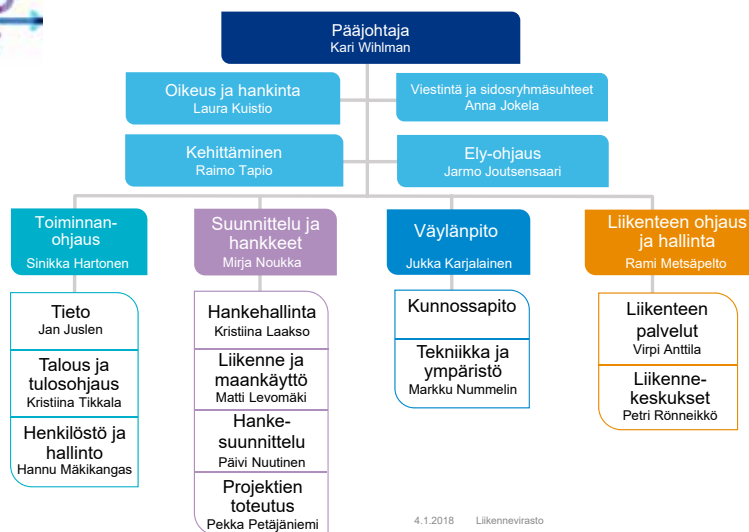 Pääjohtaja
Kari Wihlman
Oikeus ja hankinta
Laura Kuistio
Viestintä ja sidosryhmäsuhteet
Anna Jokela
Kehittäminen
Raimo Tapio
Ely-ohjaus
Jarmo Joutsensaari
Toiminnan-
ohjaus
Sinikka Hartonen
Tieto
Jan Juslen
Talous ja
tulosohjaus
Kristiina Tikkala
Henkilöstö ja
hallinto
Hannu Mäkikangas
Suunnittelu ja
hankkeet
Mirja Noukka
Hankehallinta
Kristiina Laakso
Liikenne ja
maankäyttö
Matti Levomäki
Hanke-
suunnittelu
Päivi Nuutinen
Projektien
toteutus
Pekka Petäjäniemi
Väylänpito
Jukka Karjalainen
Kunnossapito
Tekniikka ja
ympäristö
Markku Nummelin
Liikenteen ohjaus
ja hallinta
Rami Metsäpelto
Liikenteen
palvelut
Virpi Anttila
Liikenne-
keskukset
Petri Rönneikkö
4.1.2018 Liikennevirasto